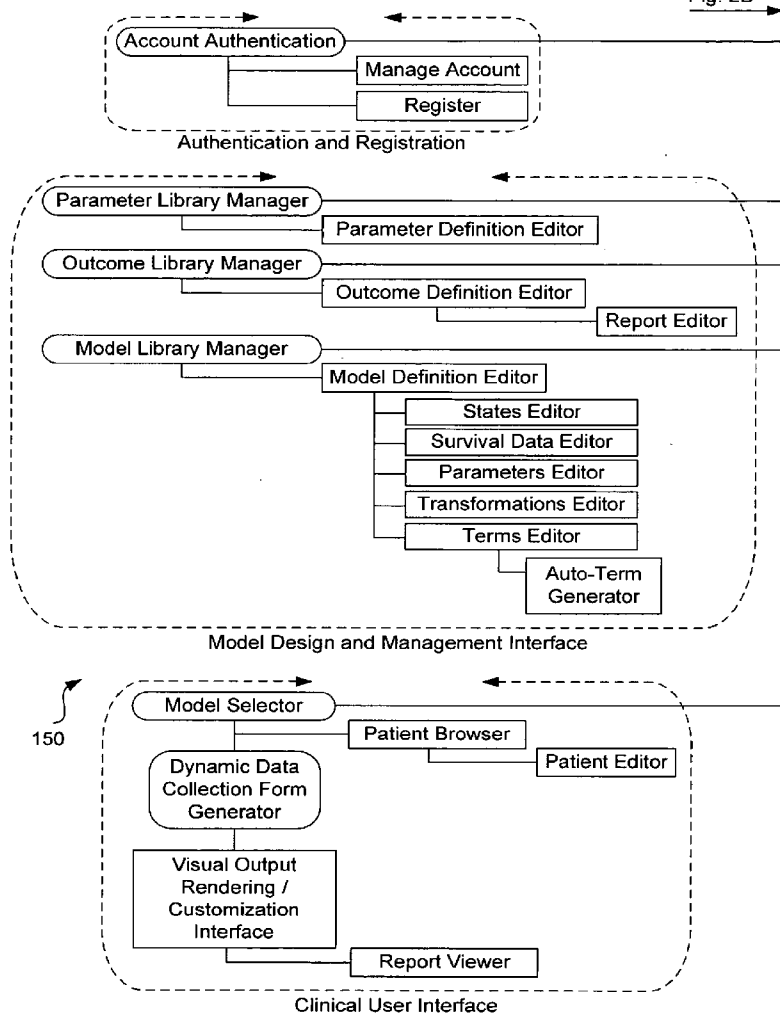 Fig. 2B
Account Authentication
Manage Account
Register
Authentication and Registration
Parameter Library Manager
Parameter Definition Editor
Outcome Library Manager
Outcome Definition Editor
Report Editor
Model Library Manager
Model Definition Editor
States Editor
Survival Data Editor
Parameters Editor
Transformations Editor
Terms Editor
Auto-Term
Generator
Model Design and Management Interface
150
Model Selector
Patient Browser
Patient Editor
Dynamic Data
Collection Form
Generator
Visual Output
Rendering /
Customization
Interface
Report Viewer
Clinical User Interface